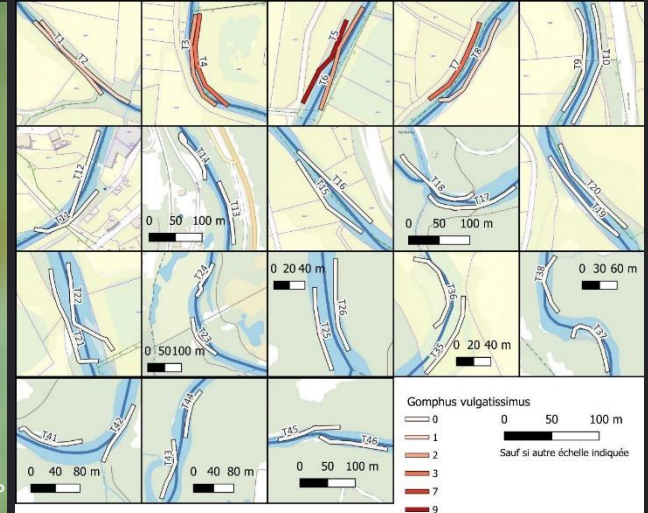 T1
T2
T3
T4
T5
T6
T7
T8
T9
T10
T11
T12
T14
T13
0 50 100 m
T15
T16
T18
T17
0 50 100 m
T20
T19
T22
T21
T24
T23
0 50 100 m
0 20 40 m
T25
T26
T36
T35
0 20 40 m
T38
T37
0 30 60 m
T41
T42
0 40 80 m
T44
T43
0 40 80 m
T45
T46
0 50 100 m
Gomphus vulgatissimus
0
1
2
3
7
9
0 50 100 m
Sauf si autre échelle indiquée